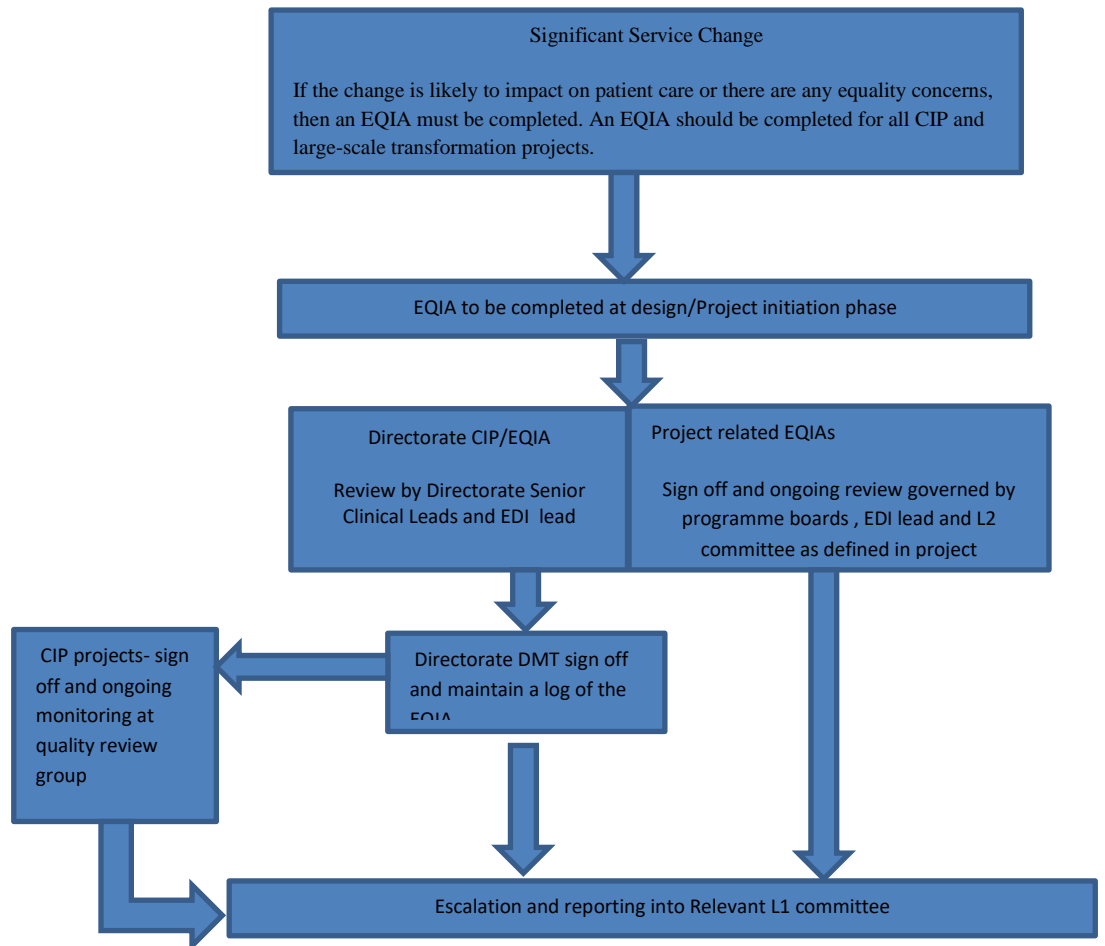 Significant Service Change
If the change is likely to impact on patient care or there are any equality concerns,
then an EQIA must be completed. An EQIA should be completed for all CIP and
large-scale transformation projects.
EQIA to be completed at design/Project initiation phase
Directorate CIP/EQIA
Review by Directorate Senior
Clinical Leads and EDI lead
Project related EQIAs
Sign off and ongoing review governed by
programme boards , EDI lead and L2
committee as defined in project
CIP projects- sign
off and ongoing
monitoring at
quality review
group
Directorate DMT sign off
and maintain a log of the
EQIA
Escalation and reporting into Relevant L1 committee